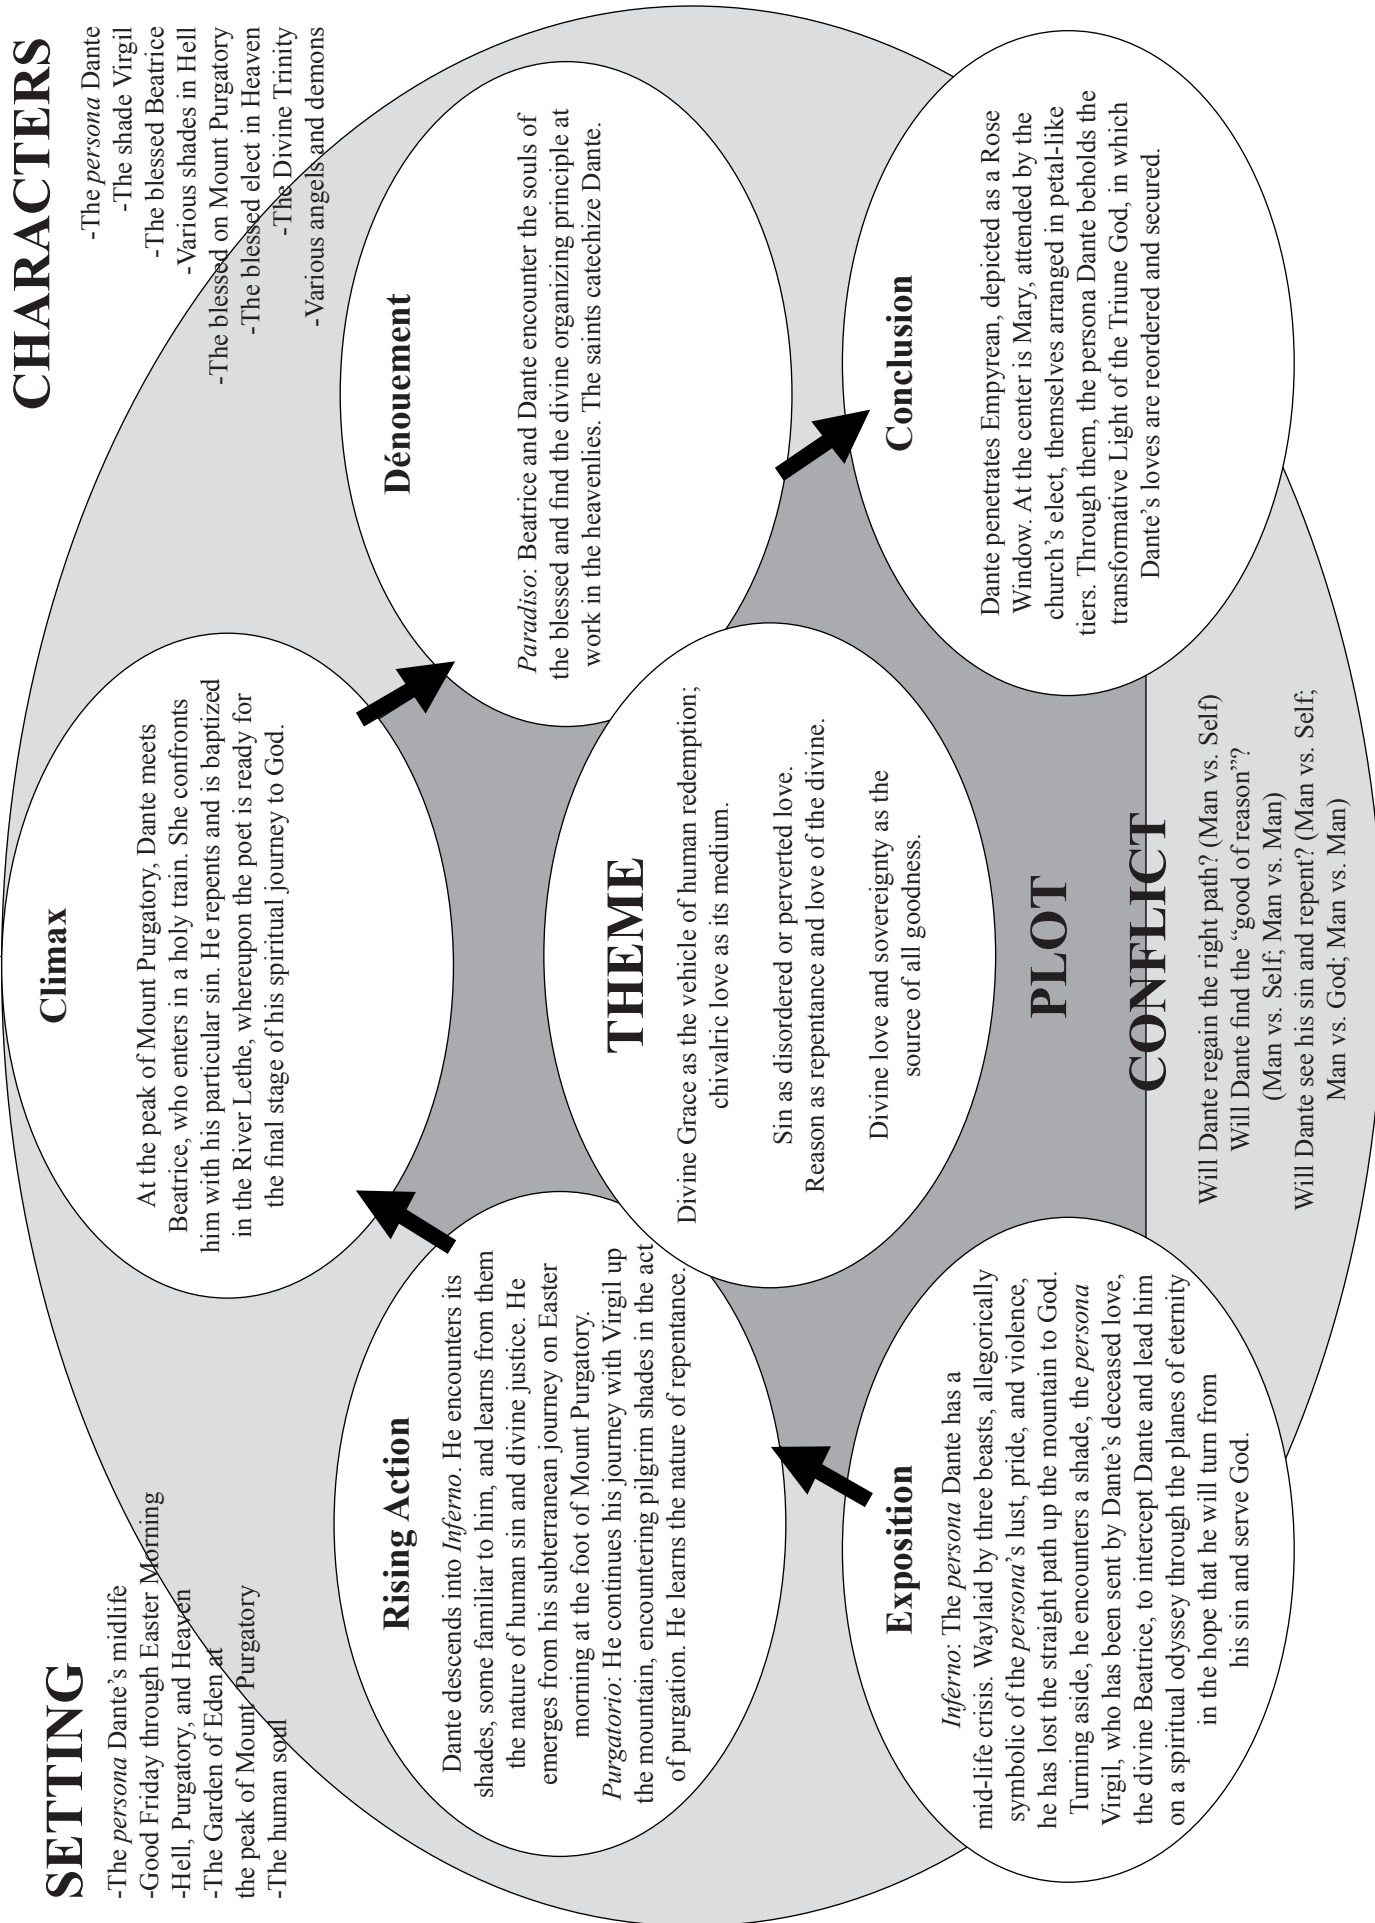 SETTING
-The persona Dante's midlife
-Good Friday through Easter Morning
-Hell, Purgatory, and Heaven
-The Garden of Eden at
the peak of Mount Purgatory
-The human soul
CHARACTERS
-The persona Dante
-The shade Virgil
-The blessed Beatrice
-Various shades in Hell
-The blessed on Mount Purgatory
-The blessed elect in Heaven
-The Divine Trinity
-Various angels and demons
Climax
At the peak of Mount Purgatory, Dante meets
Beatrice, who enters in a holy train. She confronts
him with his particular sin. He repents and is baptized
in the River Lethe, whereupon the poet is ready for
the final stage of his spiritual journey to God.
Rising Action
Dante descends into Inferno. He encounters its
shades, some familiar to him, and learns from them
the nature of human sin and divine justice. He
emerges from his subterranean journey on Easter
morning at the foot of Mount Purgatory.
Purgatorio: He continues his journey with Virgil up
the mountain, encountering pilgrim shades in the act
of purgation. He learns the nature of repentance.
Dénouement
Paradiso: Beatrice and Dante encounter the souls of
the blessed and find the divine organizing principle at
work in the heavenlies. The saints catechize Dante.
THEME
Divine Grace as the vehicle of human redemption;
chivalric love as its medium.
Sin as disordered or perverted love.
Reason as repentance and love of the divine.
Divine love and sovereignty as the
source of all goodness.
Exposition
Inferno: The persona Dante has a
mid-life crisis. Waylaid by three beasts, allegorically
symbolic of the persona's lust, pride, and violence,
he has lost the straight path up the mountain to God.
Turning aside, he encounters a shade, the persona
Virgil, who has been sent by Dante's deceased love,
the divine Beatrice, to intercept Dante and lead him
on a spiritual odyssey through the planes of eternity
in the hope that he will turn from
his sin and serve God.
Conclusion
Dante penetrates Empyrean, depicted as a Rose
Window. At the center is Mary, attended by the
church's elect, themselves arranged in petal-like
tiers. Through them, the persona Dante beholds the
transformative Light of the Triune God, in which
Dante's loves are reordered and secured.
PLOT
CONFLICT
Will Dante regain the right path? (Man vs. Self)
Will Dante find the “good of reason”?
(Man vs. Self; Man vs. Man)
Will Dante see his sin and repent? (Man vs. Self;
Man vs. God; Man vs. Man)